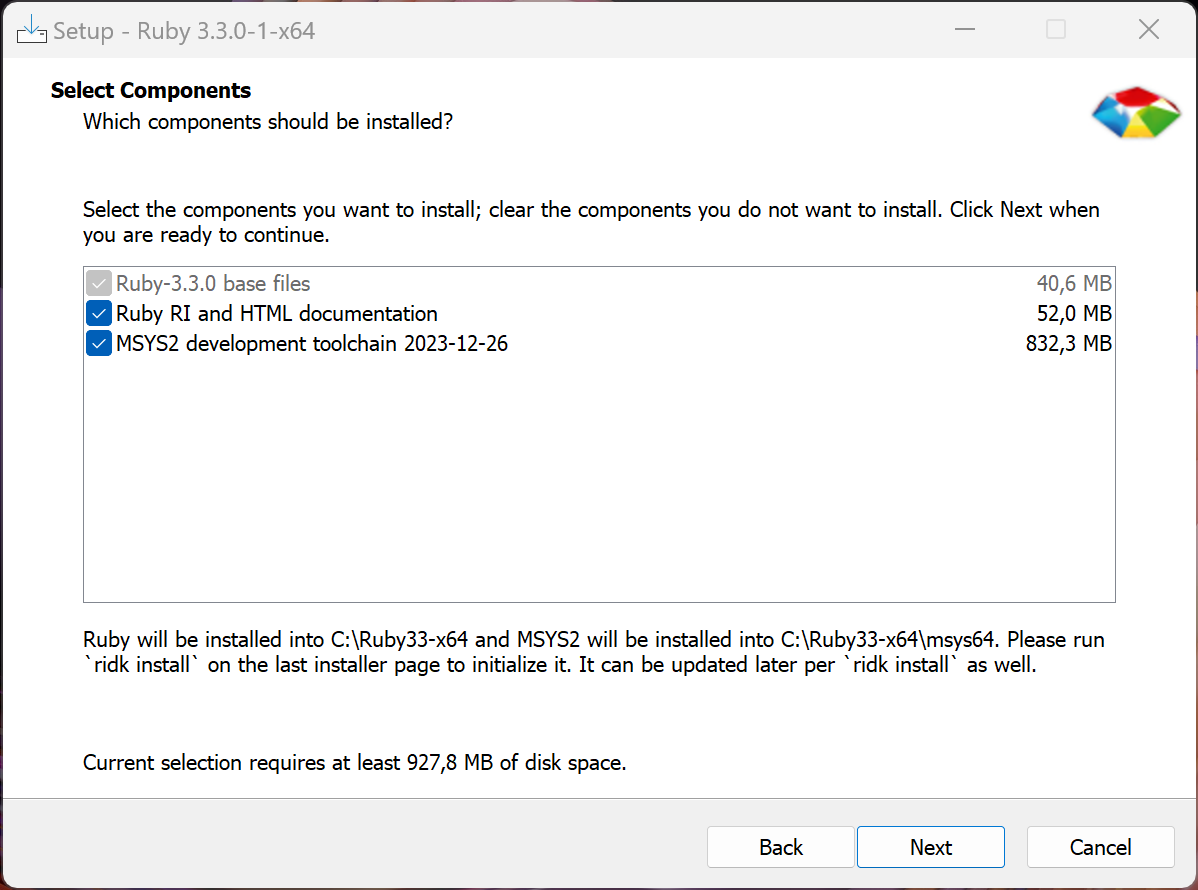 Setup - Ruby 3.3.0-1-x64
Select Components
Which components should be installed?
Select the components you want to install; clear the components you do not want to install. Click Next when
you are ready to continue.
Ruby-3.3.0 base files 40,6 MB
Ruby RI and HTML documentation 52,0 MB
MSYS2 development toolchain 2023-12-26 832,3 MB
Ruby will be installed into C:\Ruby33-x64 and MSYS2 will be installed into C:\Ruby33-x64\msys64. Please run
`ridk install` on the last installer page to initialize it. It can be updated later per `ridk install` as well.
Current selection requires at least 927,8 MB of disk space.
Back Next Cancel